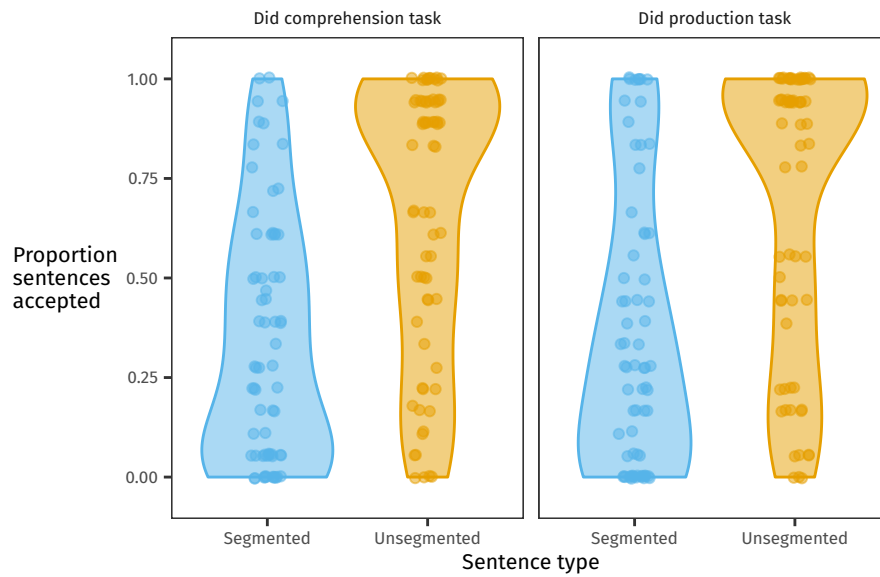 Did comprehension task
Did production task
Proportion
sentences
accepted
1.00
0.75
0.50
0.25
0.00
Segmented
Unsegmented
Segmented
Unsegmented
Sentence type